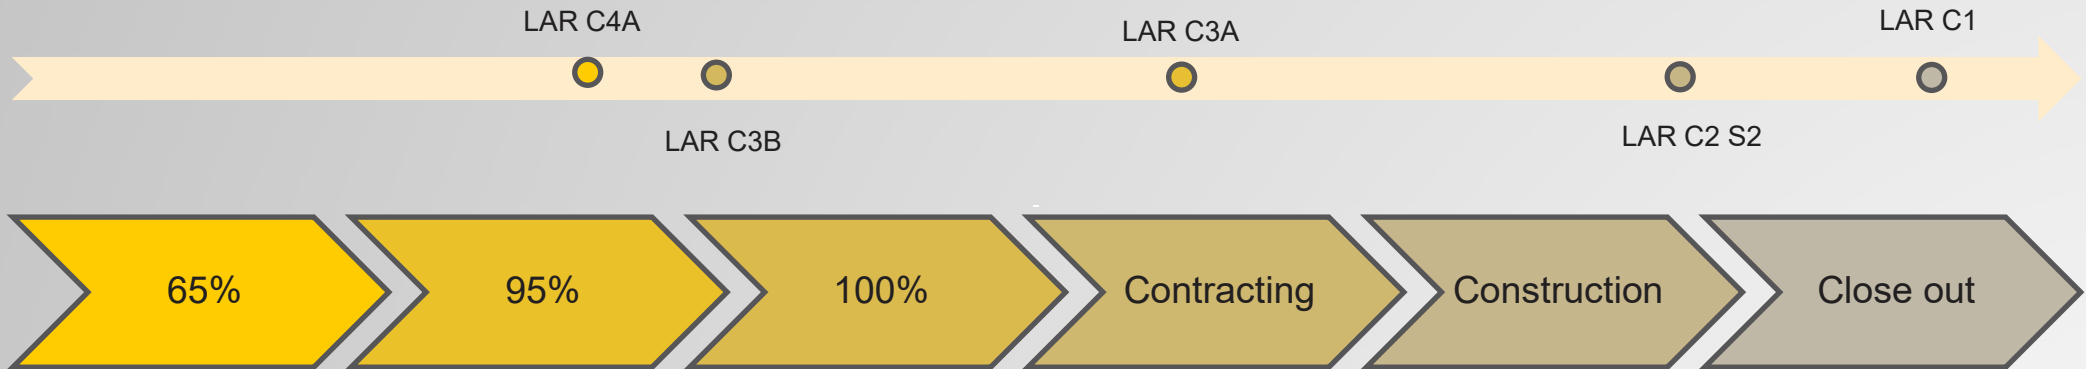 LAR C4A
LAR C3A
LAR C1
LAR C3B
LAR C2 S2
65%
95%
100%
Contracting
Construction
Close out